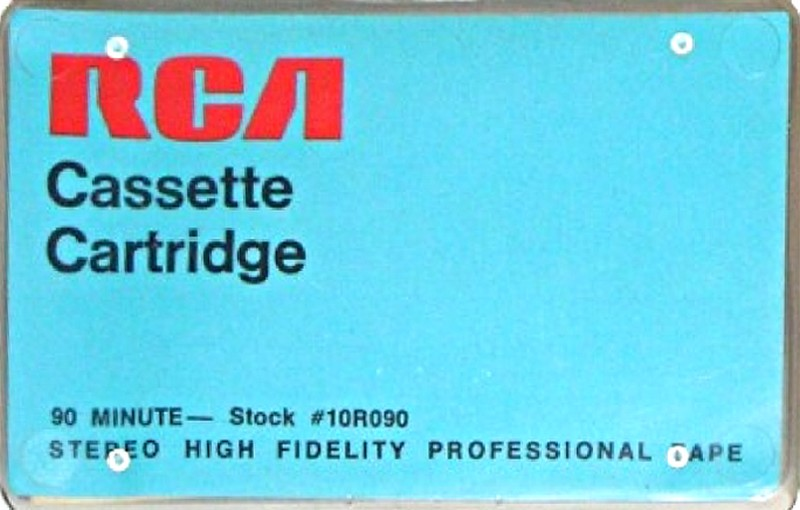 RCA
Cassette
Cartridge
90 MINUTE— Stock #10R090
STEREO HIGH FIDELITY PROFESSIONAL TAPE